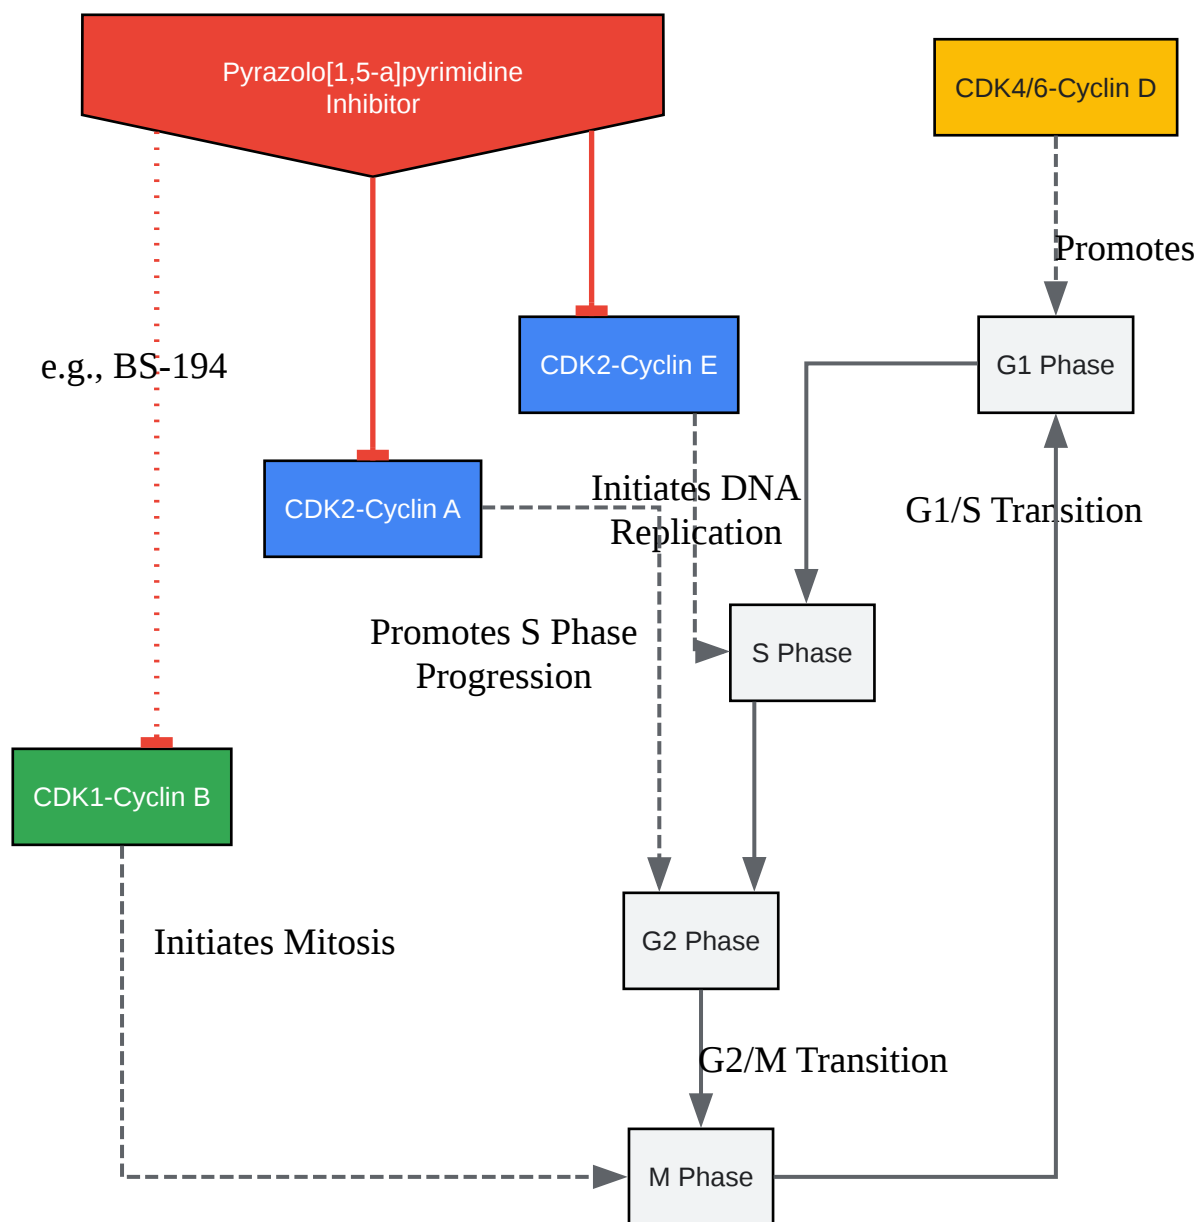 Pyrazolo[1,5-a]pyrimidine
Inhibitor
CDK4/6-Cyclin D
Promotes
e.g., BS-194
CDK2-Cyclin E
G1 Phase
CDK2-Cyclin A
Initiates DNA
Replication
G1/S Transition
Promotes S Phase
Progression
S Phase
CDK1-Cyclin B
Initiates Mitosis
G2 Phase
G2/M Transition
M Phase